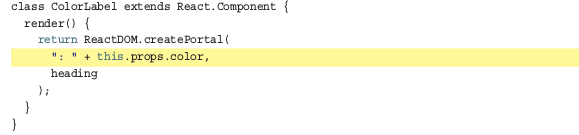 class ColorLabel extends React.Component {
  render() {
    return ReactDOM.createPortal(
      ": " + this.props.color,
      heading
    );
  }
}